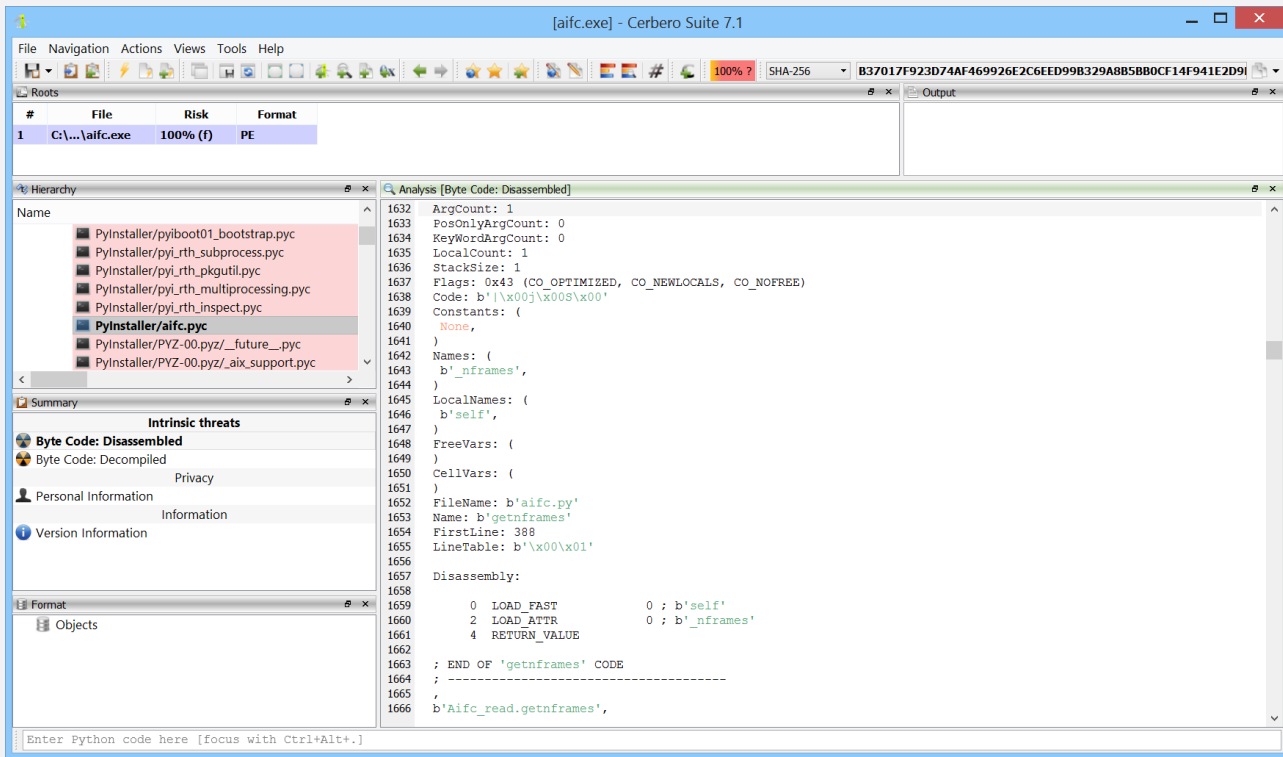 [aifc.exe] - Cerbero Suite 7.1
File Navigation Actions Views Tools Help
100% ? SHA-256 B37017F923D74AF469926E2C6EED99B329A8B5BB0CF14F941E2D9
Roots
Output
# File Risk Format
1 C:\...\aifc.exe 100% (f) PE
Hierarchy
Name
PyInstaller/pyiboot01_bootstrap.pyc
PyInstaller/pyi_rth_subprocess.pyc
PyInstaller/pyi_rth_pkgutil.pyc
PyInstaller/pyi_rth_multiprocessing.pyc
PyInstaller/pyi_rth_inspect.pyc
PyInstaller/aifc.pyc
PyInstaller/PYZ-00.pyz/__future__.pyc
PyInstaller/PYZ-00.pyz/_aix_support.pyc
Summary
Intrinsic threats
Byte Code: Disassembled
Byte Code: Decompiled
Privacy
Personal Information
Information
Version Information
Format
Objects
Analysis [Byte Code: Disassembled]
1632 ArgCount: 1
1633 PosOnlyArgCount: 0
1634 KeyWordArgCount: 0
1635 LocalCount: 1
1636 StackSize: 1
1637 Flags: 0x43 (CO_OPTIMIZED, CO_NEWLOCALS, CO_NOFREE)
1638 Code: b'|\x00j\x00S\x00'
1639 Constants: (
1640 None,
1641 )
1642 Names: (
1643 b'_nframes',
1644 )
1645 LocalNames: (
1646 b'self',
1647 )
1648 FreeVars: (
1649 )
1650 CellVars: (
1651 )
1652 FileName: b'aifc.py'
1653 Name: b'getnframes'
1654 FirstLine: 388
1655 LineTable: b'\x00\x01'
1656
1657 Disassembly:
1658
1659 0 LOAD_FAST 0 ; b'self'
1660 2 LOAD_ATTR 0 ; b'_nframes'
1661 4 RETURN_VALUE
1662
1663 ; END OF 'getnframes' CODE
1664 ; --------------------------------------
1665 ,
1666 b'Aifc_read.getnframes',
Enter Python code here [focus with Ctrl+Alt+.]